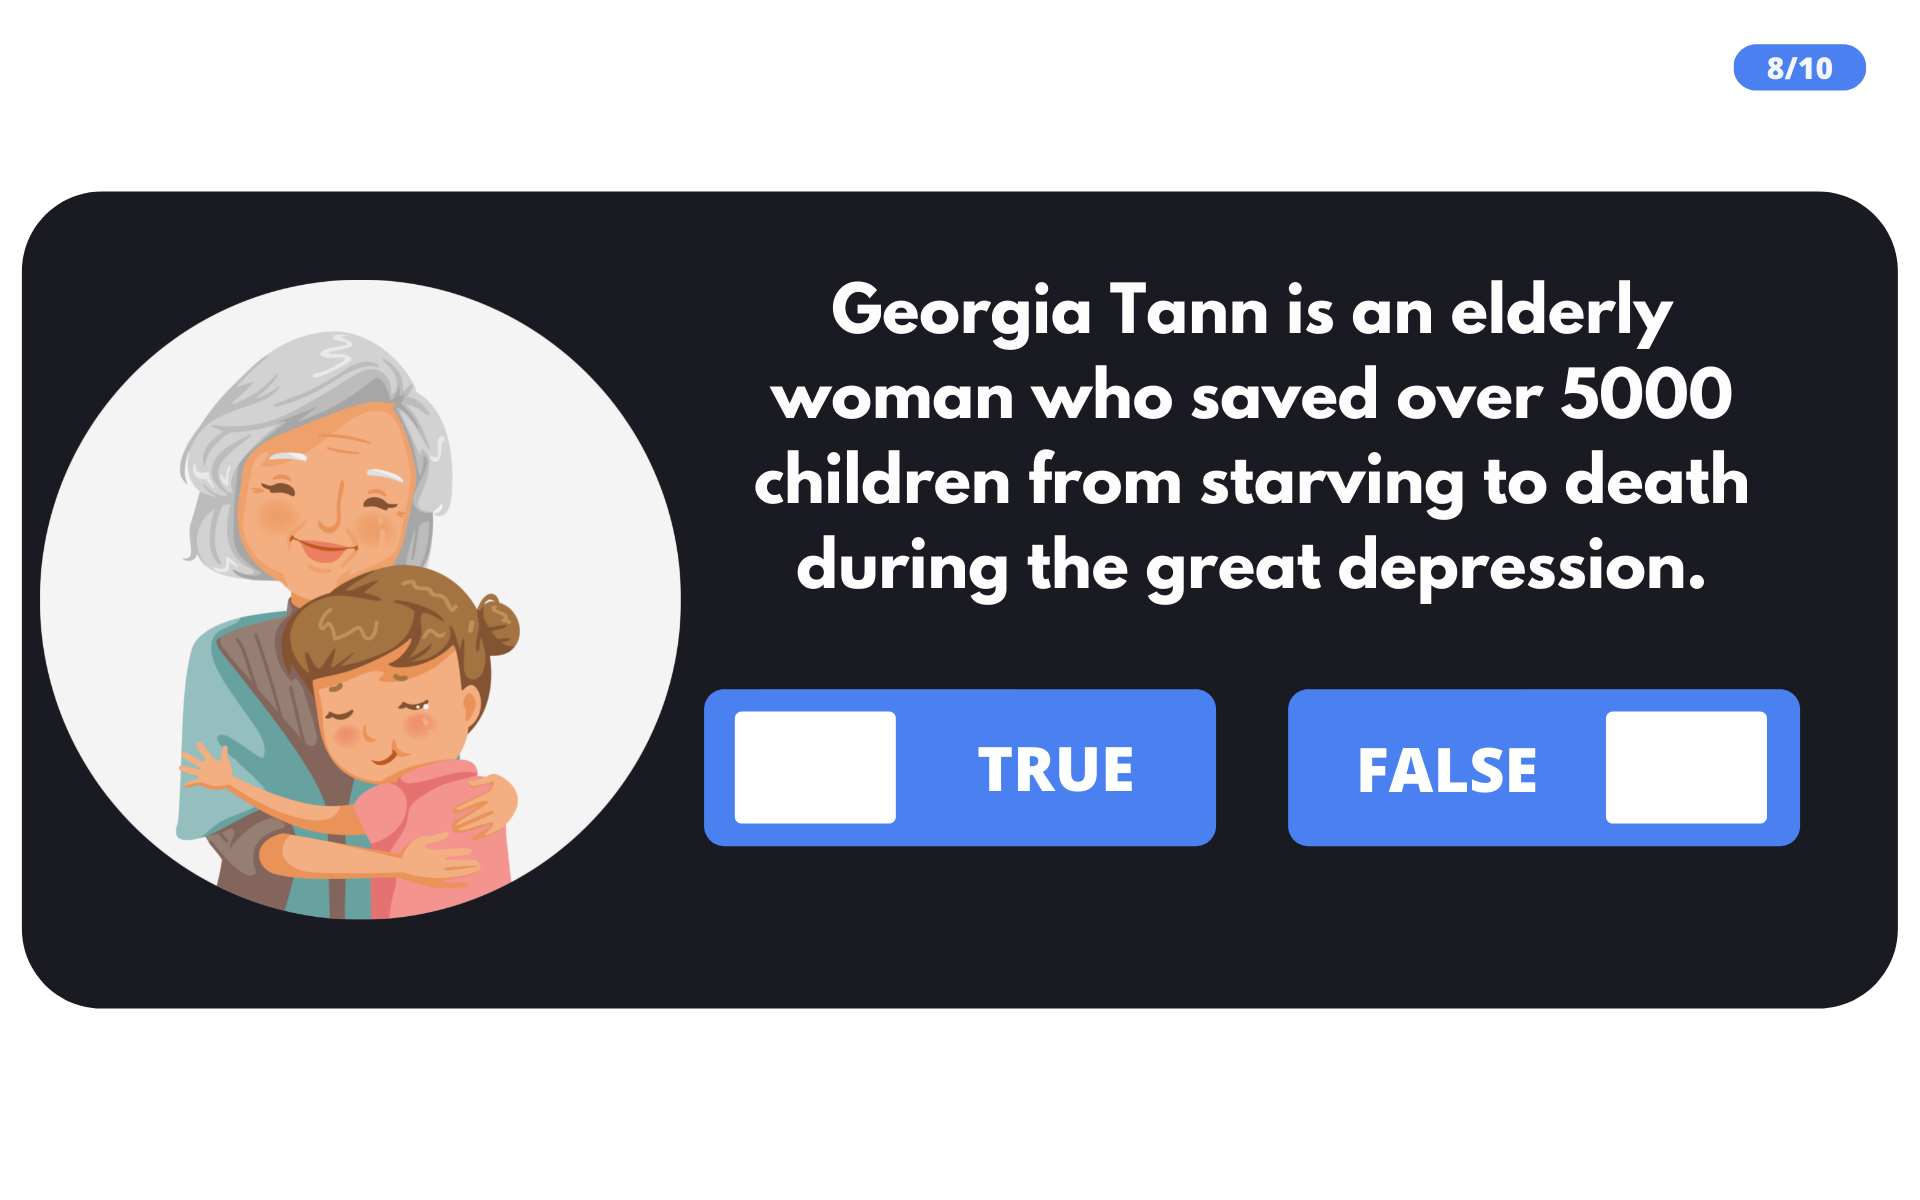 8/10
Georgia Tann is an elderly
woman who saved over 5000
children from starving to death
during the great depression.
TRUE
FALSE